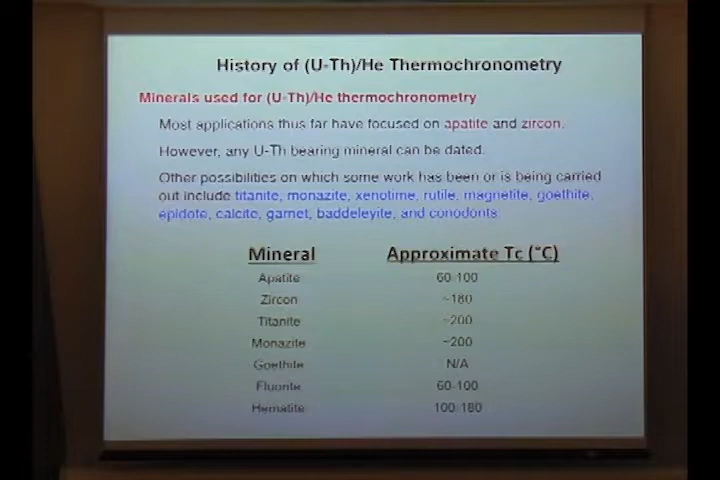 History of (U-Th)/He Thermochronometry
Minerals used for (U-Th)/He thermochronometry
Most applications thus far have focused on apatite and zircon.
However, any U-Th bearing mineral can be dated.
Other possibilities on which some work has been or is being carried
out include titanite, monazite, xenotime, rutile, magnetite, goethite,
epidote, calcite, garnet, baddeleyite, and conodonts.
Mineral Approximate Tc (°C)
Apatite 60-100
Zircon ~180
Titanite ~200
Monazite ~200
Goethite N/A
Fluorite 60-100
Hematite 100-180